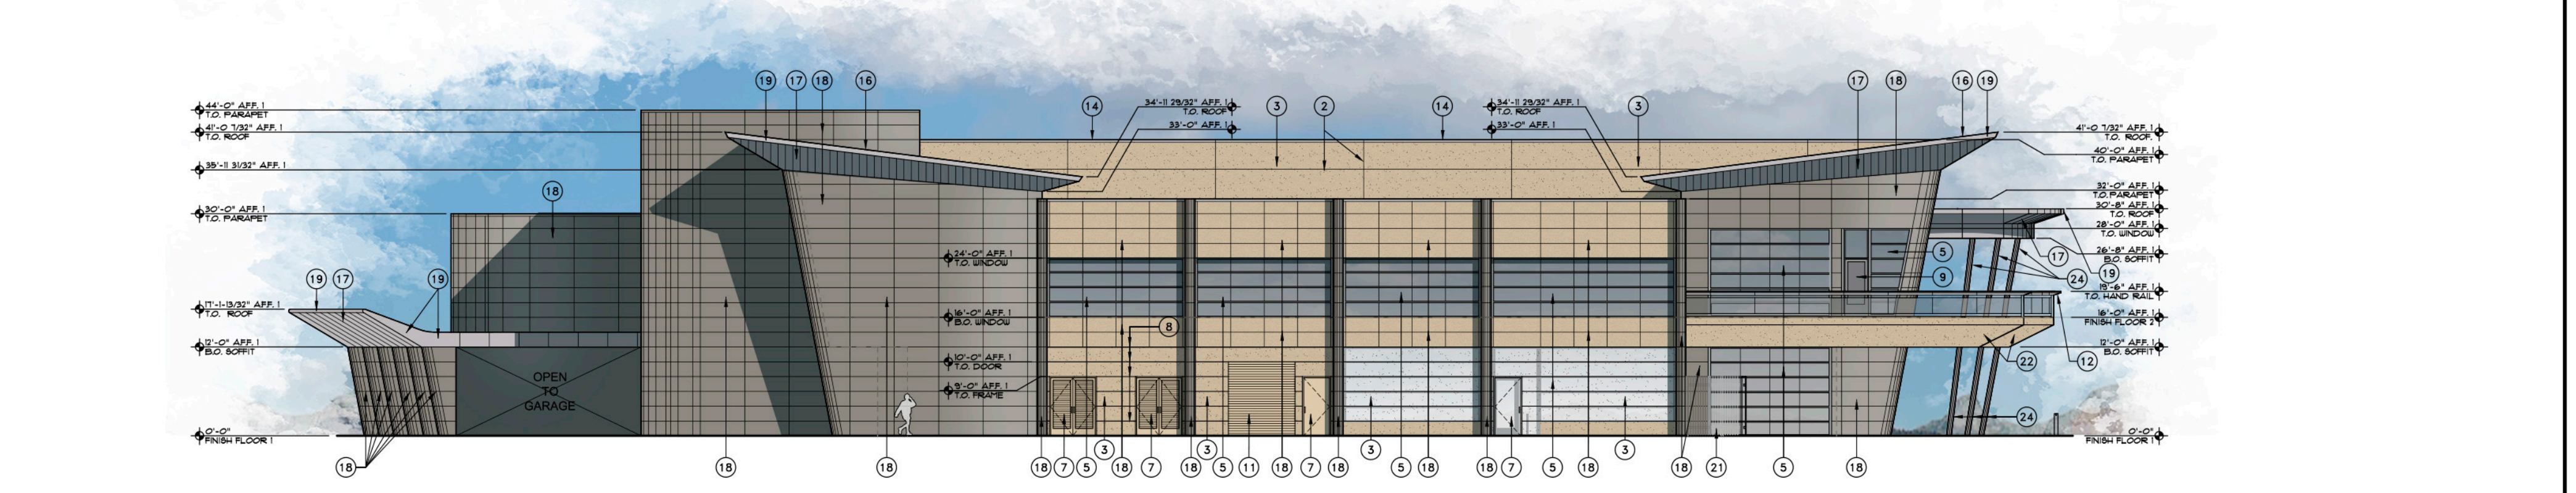 19 17 18 16
14
34'-11 29/32" AFF. 1
T.O. ROOF
33'-0" AFF. 1
3 2 14
34'-11 29/32" AFF. 1
T.O. ROOF
33'-0" AFF. 1
3
17 18 16 19
44'-0" AFF. 1
T.O. PARAPET
41'-0 7/32" AFF. 1
T.O. ROOF
35'-11 31/32" AFF. 1
30'-0" AFF. 1
T.O. PARAPET
18
19 17 19
17'-1-13/32" AFF. 1
T.O. ROOF
12'-0" AFF. 1
B.O. SOFFIT
0'-0"
FINISH FLOOR 1
OPEN
TO
GARAGE
24'-0" AFF. 1
T.O. WINDOW
16'-0" AFF. 1
B.O. WINDOW
8
10'-0" AFF. 1
T.O. DOOR
9'-0" AFF. 1
T.O. FRAME
41'-0 7/32" AFF. 1
T.O. ROOF
40'-0" AFF. 1
T.O. PARAPET
32'-0" AFF. 1
T.O. PARAPET
30'-8" AFF. 1
T.O. ROOF
28'-0" AFF. 1
T.O. WINDOW
26'-8" AFF. 1
B.O. SOFFIT
19'-6" AFF. 1
T.O. HAND RAIL
16'-0" AFF. 1
FINISH FLOOR 2
12'-0" AFF. 1
B.O. SOFFIT
0'-0"
FINISH FLOOR 1
5 17
9 24 19
22 12
24
3 3 3 3
18 18 18 18 7 5 18 7 18 5 11 18 7 18 5 18 18 7 5 18 18 21 5 18